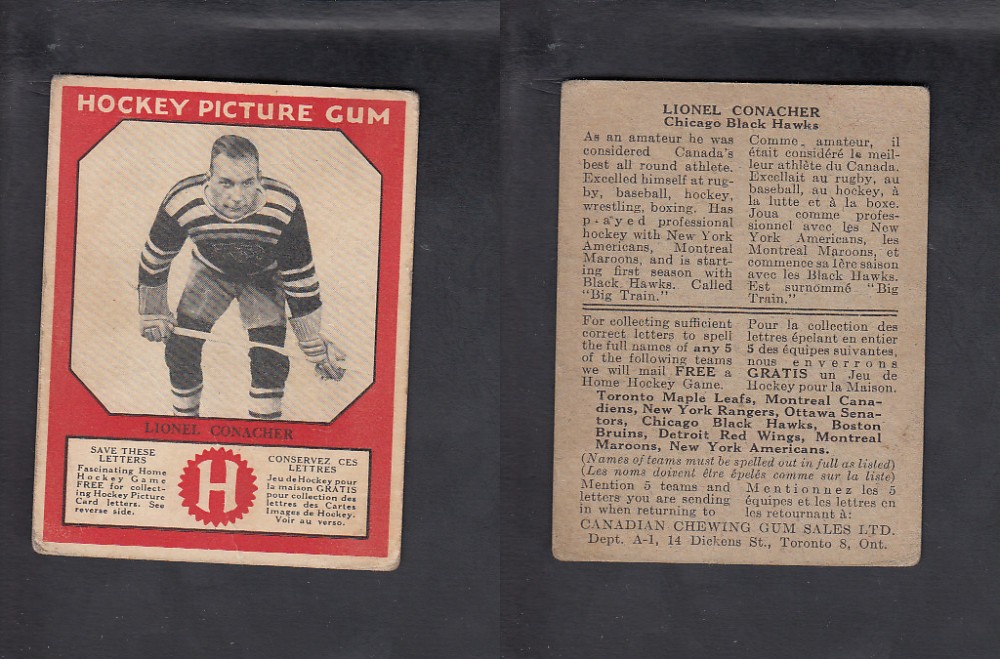 HOCKEY PICTURE GUM
LIONEL CONACHER
SAVE THESE
LETTERS
Fascinating Home
Hockey Game
FREE for collect-
ing Hockey Picture
Card letters. See
reverse side.
H
CONSERVEZ CES
LETTRES
Jeu de Hockey pour
la maison GRATIS
pour collection des
lettres des Cartes
Images de Hockey.
Voir au verso.
LIONEL CONACHER
Chicago Black Hawks
As an amateur he was
considered Canada's
best all round athlete.
Excelled himself at rug-
by, baseball, hockey,
wrestling, boxing. Has
p.ayed professional
hockey with New York
Americans, Montreal
Maroons, and is start-
ing first season with
Black Hawks. Called
"Big Train."
Comme amateur, il
était considéré le meil-
leur athlète du Canada.
Excellait au rugby, au
baseball, au hockey, à
la lutte et à la boxe.
Joua comme profes-
sionnel avec les New
York Americans, les
Montreal Maroons, et
commence sa 1ère saison
avec les Black Hawks.
Est surnommé "Big
Train."
For collecting sufficient
correct letters to spell
the full names of any 5
of the following teams
we will mail FREE a
Home Hockey Game.
Pour la collection des
lettres épelant en entier
5 des équipes suivantes,
nous enverrons
GRATIS un Jeu de
Hockey pour la Maison.
Toronto Maple Leafs, Montreal Cana-
diens, New York Rangers, Ottawa Sena-
tors, Chicago Black Hawks, Boston
Bruins, Detroit Red Wings, Montreal
Maroons, New York Americans.
(Names of teams must be spelled out in full as listed)
(Les noms doivent être épelés comme sur la liste)
Mention 5 teams and
letters you are sending
in when returning to
Mentionnez les 5
équipes et les lettres en
les retournant à:
CANADIAN CHEWING GUM SALES LTD.
Dept. A-1, 14 Dickens St., Toronto 8, Ont.